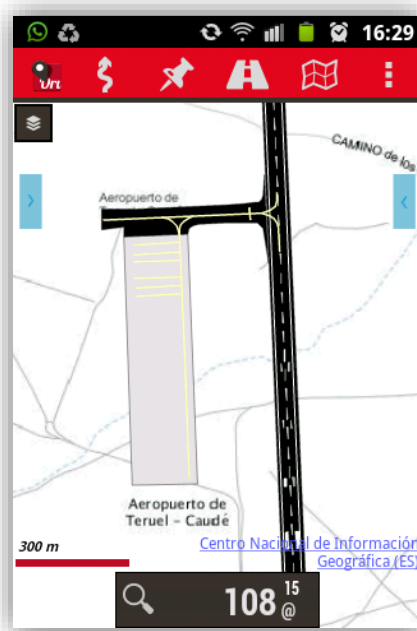 16:29
Uri
CAMINO de los
Aeropuerto de
Aeropuerto de
Teruel - Caudé
300 m
Centro Nacional de Información
Geográfica (ES)
108 15
@